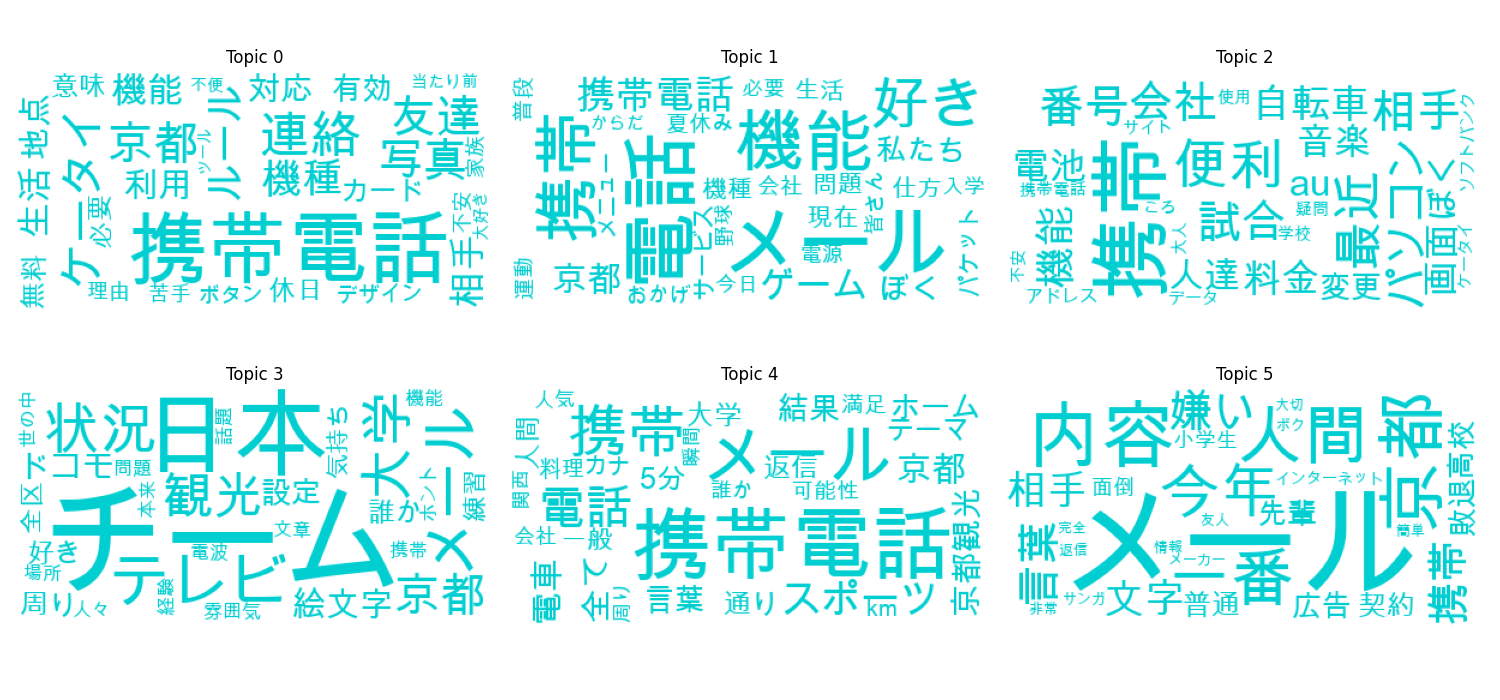 Topic 0
意味
機能
不便
対応
有効
当たり前
地点
ケータイ
京都
ルール
ツール
連絡
友達
写真
家族
利用
機種
カード
生活
必要
携帯電話
不安
大好き
相手
無料
理由
苦手
ボタン
休日
デザイン
Topic 1
普段
携帯電話
必要
生活
好き
からだ
夏休み
携帯
電話
機能
私たち
メニュー
機種
会社
問題
皆さん
仕方
入学
サービス
野球
現在
メール
電源
パケット
運動
京都
おかげ
今日
ゲーム
ぼく
Topic 2
番号
会社
使用
自転車
相手
ソフトバンク
サイト
音楽
電池
携帯
便利
携帯電話
au
最近
パソコン
ぼく
機能
ころ
試合
疑問
学校
大人
不安
人達
料金
変更
画面
ケータイ
アドレス
データ
Topic 3
世の中
状況
日本
話題
気持ち
大学
機能
メール
ドコモ
問題
全区
本来
観光
設定
誰か
ホント
練習
チーム
文章
好き
テレビ
電波
携帯
場所
周り
人々
経験
雰囲気
絵文字
京都
Topic 4
人気
携帯
大学
結果
満足
ホーム
テーマ
人間
瞬間
メール
関西
料理
カナ
5分
返信
京都
誰か
可能性
電話
携帯電話
会社
一般
京都観光
電車
全て
周り
言葉
通り
スポーツ
km
Topic 5
内容
嫌い
大切
ボク
人間
京都
小学生
敗退
高校
相手
面倒
今年
インターネット
メール
友人
先輩
簡単
言葉
完全
返信
情報
メーカー
一番
携帯
非常
サンガ
文字
普通
広告
契約